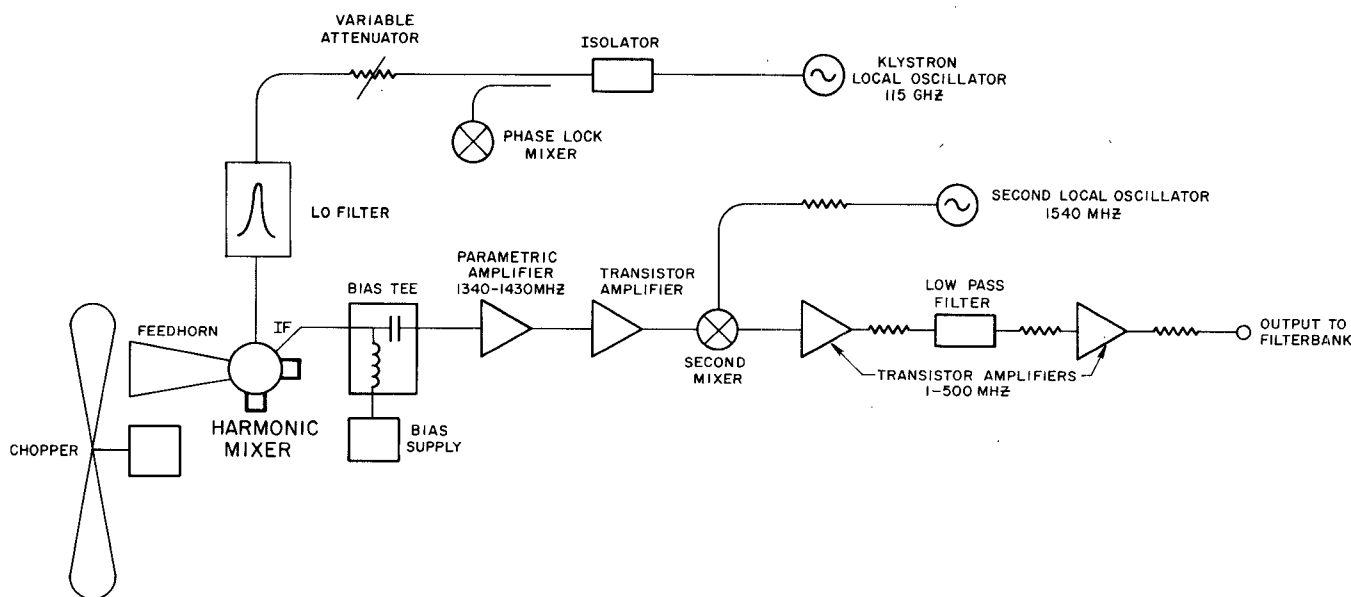 VARIABLE
ATTENUATOR
ISOLATOR
KLYSTRON
LOCAL OSCILLATOR
115 GHZ
PHASE LOCK
MIXER
LO FILTER
SECOND LOCAL OSCILLATOR
1540 MHZ
PARAMETRIC
AMPLIFIER
1340-1430MHZ
TRANSISTOR
AMPLIFIER
BIAS TEE
LOW PASS
FILTER
FEEDHORN
IF
OUTPUT TO
FILTERBANK
SECOND
MIXER
TRANSISTOR AMPLIFIERS
1-500 MHZ
HARMONIC
MIXER
BIAS
SUPPLY
CHOPPER